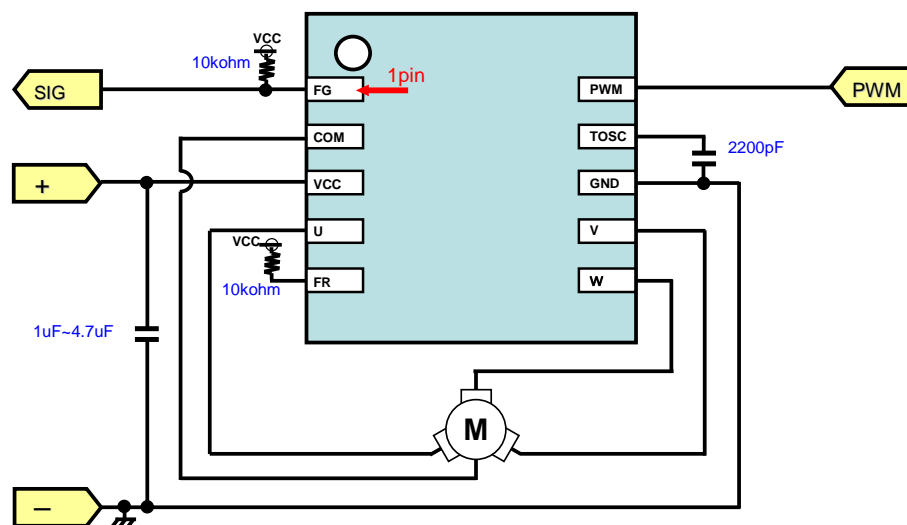 VCC
10kohm
SIG
1pin
FG
PWM
PWM
COM
TOSC
2200pF
+
VCC
GND
U
V
VCC
FR
W
10kohm
1uF~4.7uF
M
−